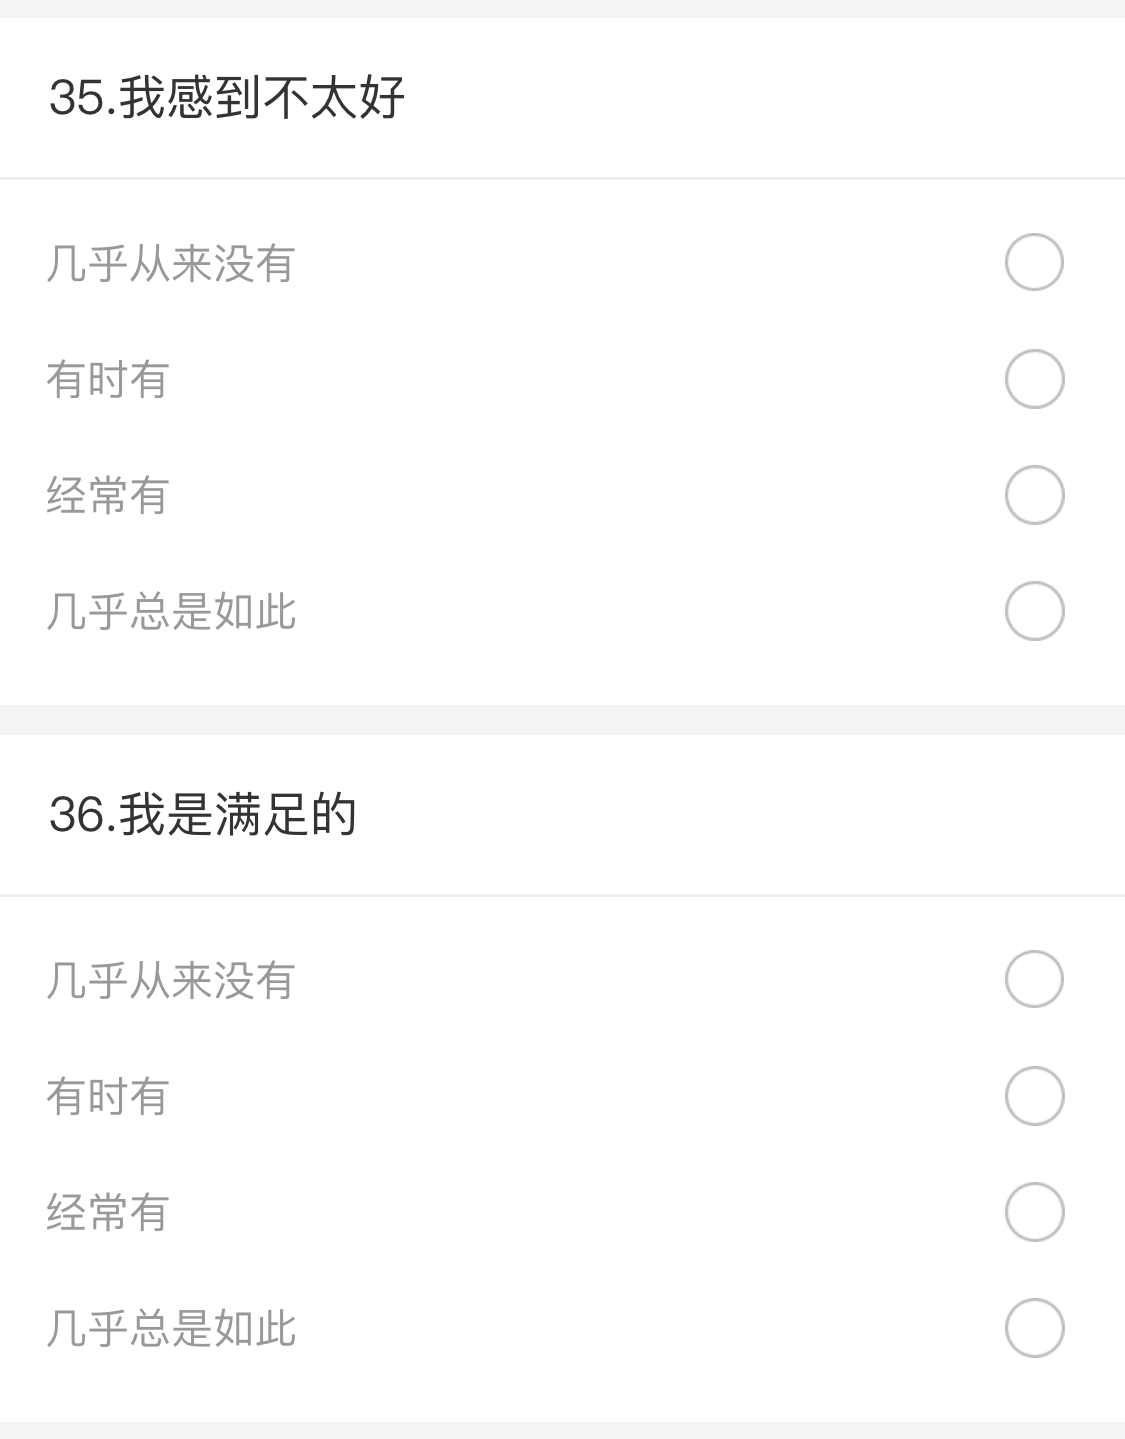 35.我感到不太好
几乎从来没有
有时有
经常有
几乎总是如此
36.我是满足的
几乎从来没有
有时有
经常有
几乎总是如此